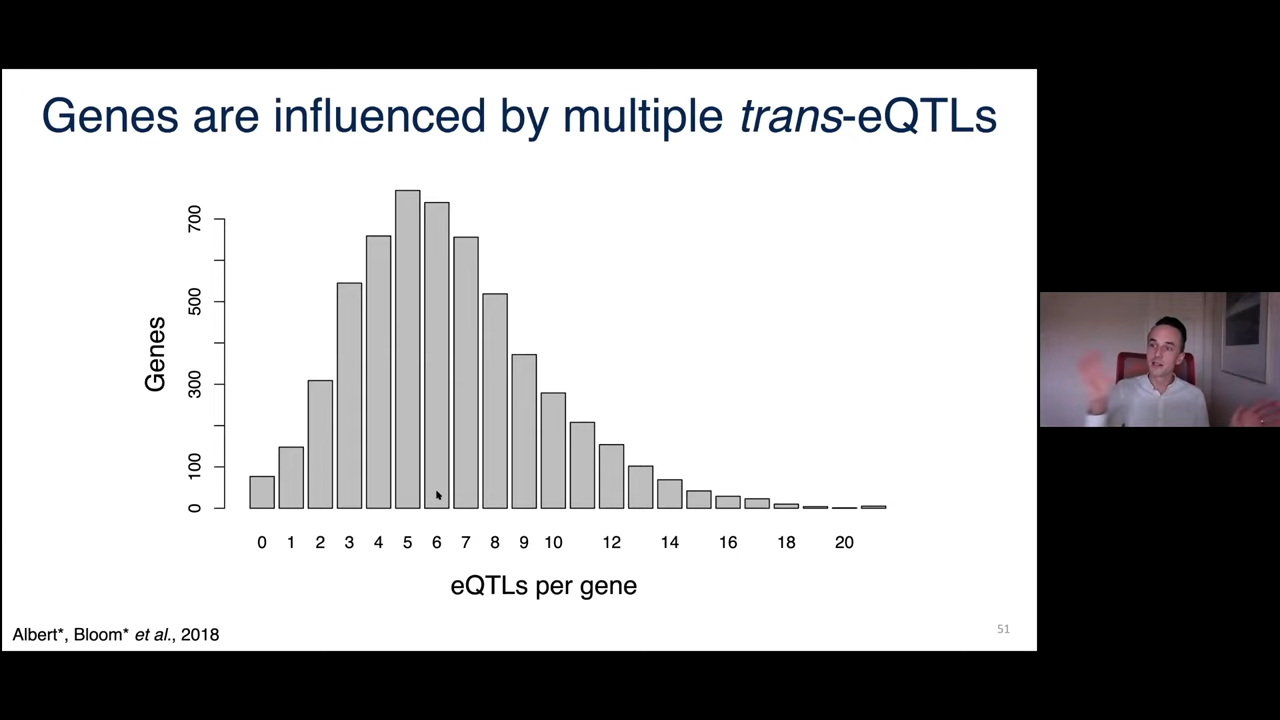 Genes are influenced by multiple trans-eQTLs
700
500
300
100
0
Genes
0 1 2 3 4 5 6 7 8 9 10 12 14 16 18 20
eQTLs per gene
Albert*, Bloom* et al., 2018
51